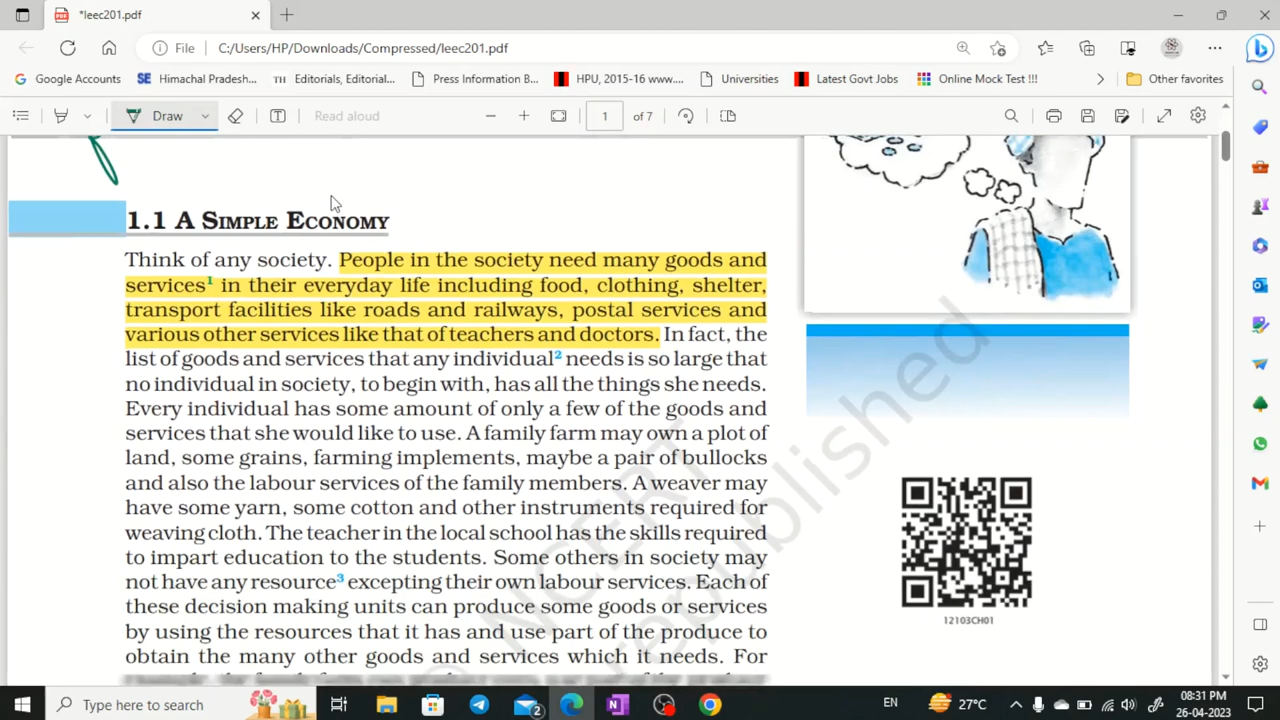 *leec201.pdf
File C:/Users/HP/Downloads/Compressed/leec201.pdf
Google Accounts SE Himachal Pradesh... TH Editorials, Editorial... Press Information B... HPU, 2015-16 www.... Universities Latest Govt Jobs Online Mock Test !!! Other favorites
Draw Read aloud 1 of 7
1.1 A SIMPLE ECONOMY
Think of any society. People in the society need many goods and
services1 in their everyday life including food, clothing, shelter,
transport facilities like roads and railways, postal services and
various other services like that of teachers and doctors. In fact, the
list of goods and services that any individual2 needs is so large that
no individual in society, to begin with, has all the things she needs.
Every individual has some amount of only a few of the goods and
services that she would like to use. A family farm may own a plot of
land, some grains, farming implements, maybe a pair of bullocks
and also the labour services of the family members. A weaver may
have some yarn, some cotton and other instruments required for
weaving cloth. The teacher in the local school has the skills required
to impart education to the students. Some others in society may
not have any resource3 excepting their own labour services. Each of
these decision making units can produce some goods or services
by using the resources that it has and use part of the produce to
obtain the many other goods and services which it needs. For
NCERT
republished
12103CH01
Type here to search 2 EN 27°C 08:31 PM
26-04-2023